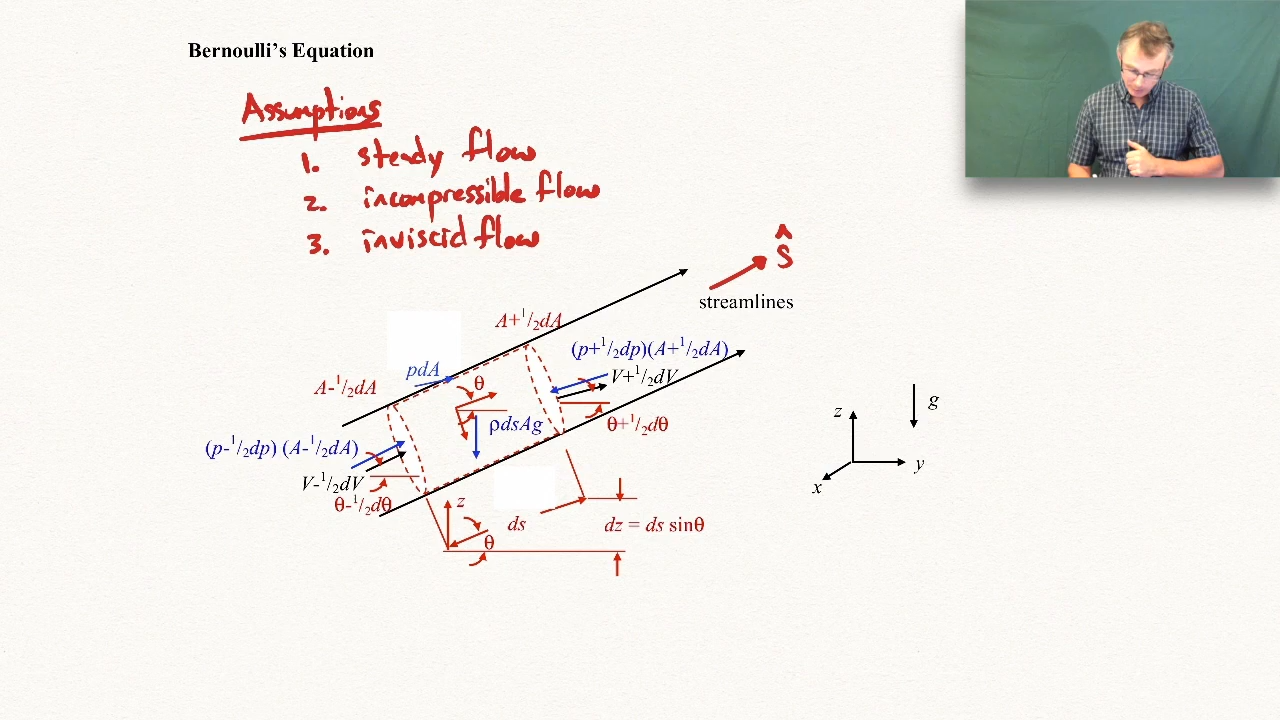 Bernoulli’s Equation
Assumptions
1. steady flow
2. incompressible flow
3. inviscid flow
ŝ
streamlines
A+¹/₂dA
(p+¹/₂dp)(A+¹/₂dA)
pdA
V+¹/₂dV
θ
A-¹/₂dA
ρdsAg
θ+¹/₂dθ
(p-¹/₂dp) (A-¹/₂dA)
V-¹/₂dV
θ-¹/₂dθ
z
ds
dz = ds sinθ
θ
g
z
y
x